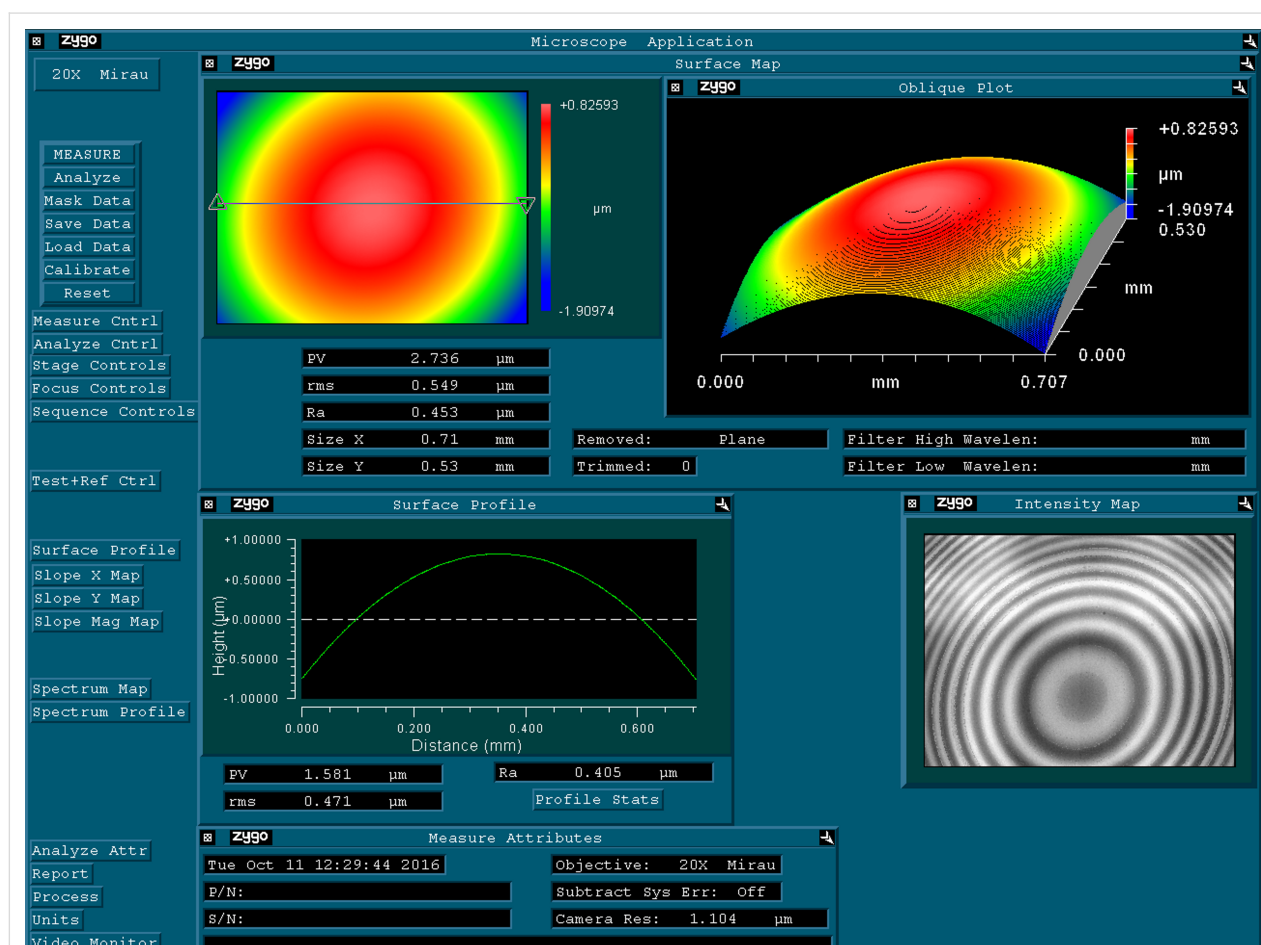 zygo Microscope Application
20X Mirau
MEASURE
Analyze
Mask Data
Save Data
Load Data
Calibrate
Reset
Measure Cntrl
Analyze Cntrl
Stage Controls
Focus Controls
Sequence Controls
Test+Ref Ctrl
Surface Profile
Slope X Map
Slope Y Map
Slope Mag Map
Spectrum Map
Spectrum Profile
Analyze Attr
Report
Process
Units
Video Monitor
zygo Surface Map
+0.82593
µm
-1.90974
zygo Oblique Plot
+0.82593
µm
-1.90974
0.530
mm
0.000
0.000 mm 0.707
PV 2.736 µm
rms 0.549 µm
Ra 0.453 µm
Size X 0.71 mm
Size Y 0.53 mm
Removed: Plane
Trimmed: 0
Filter High Wavelen: mm
Filter Low Wavelen: mm
zygo Surface Profile
+1.00000
+0.50000
+0.00000
-0.50000
-1.00000
Height (µm)
0.000 0.200 0.400 0.600
Distance (mm)
PV 1.581 µm
rms 0.471 µm
Ra 0.405 µm
Profile Stats
zygo Intensity Map
zygo Measure Attributes
Tue Oct 11 12:29:44 2016
P/N:
S/N:
Objective: 20X Mirau
Subtract Sys Err: Off
Camera Res: 1.104 µm